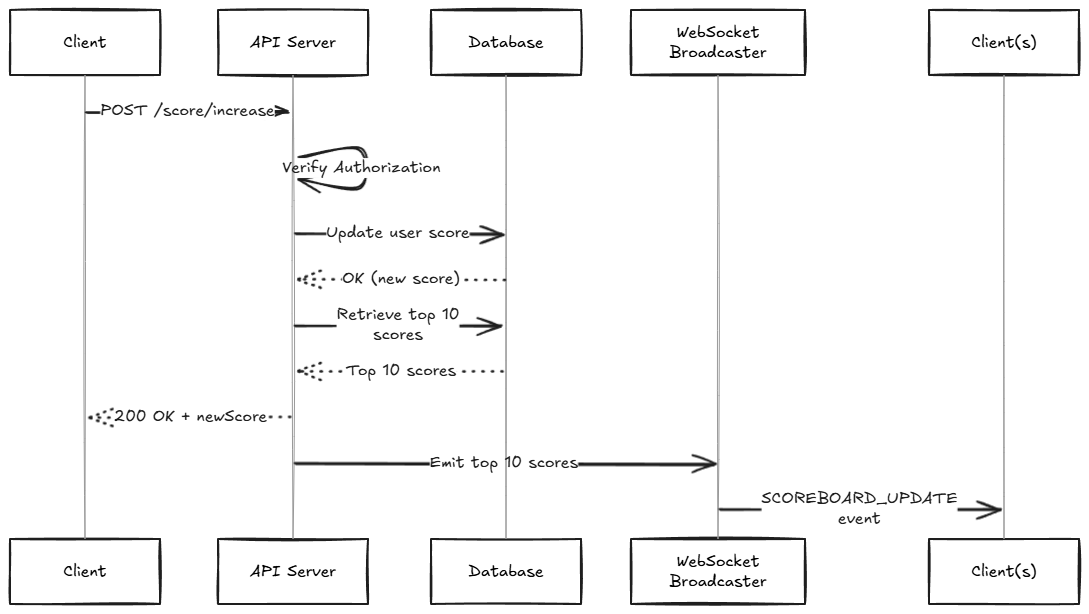 Client
API Server
Database
WebSocket
Broadcaster
Client(s)
POST /score/increase
Verify Authorization
Update user score
OK (new score)
Retrieve top 10
scores
Top 10 scores
200 OK + newScore
Emit top 10 scores
SCOREBOARD_UPDATE
event
Client
API Server
Database
WebSocket
Broadcaster
Client(s)